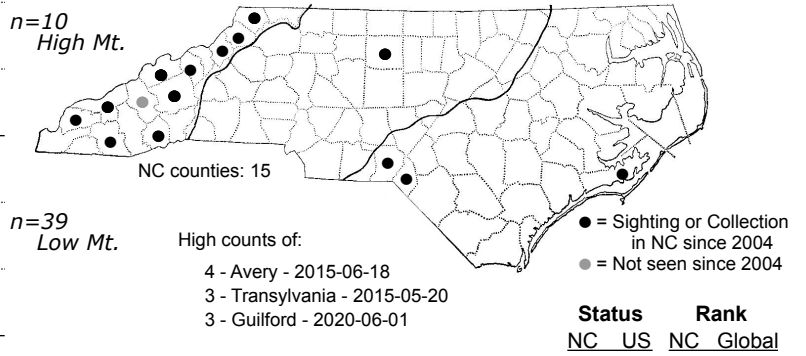 n=10
High Mt.
NC counties: 15
n=39
Low Mt.
High counts of:
4 - Avery - 2015-06-18
3 - Transylvania - 2015-05-20
3 - Guilford - 2020-06-01
● = Sighting or Collection
in NC since 2004
● = Not seen since 2004
Status Rank
NC US NC Global